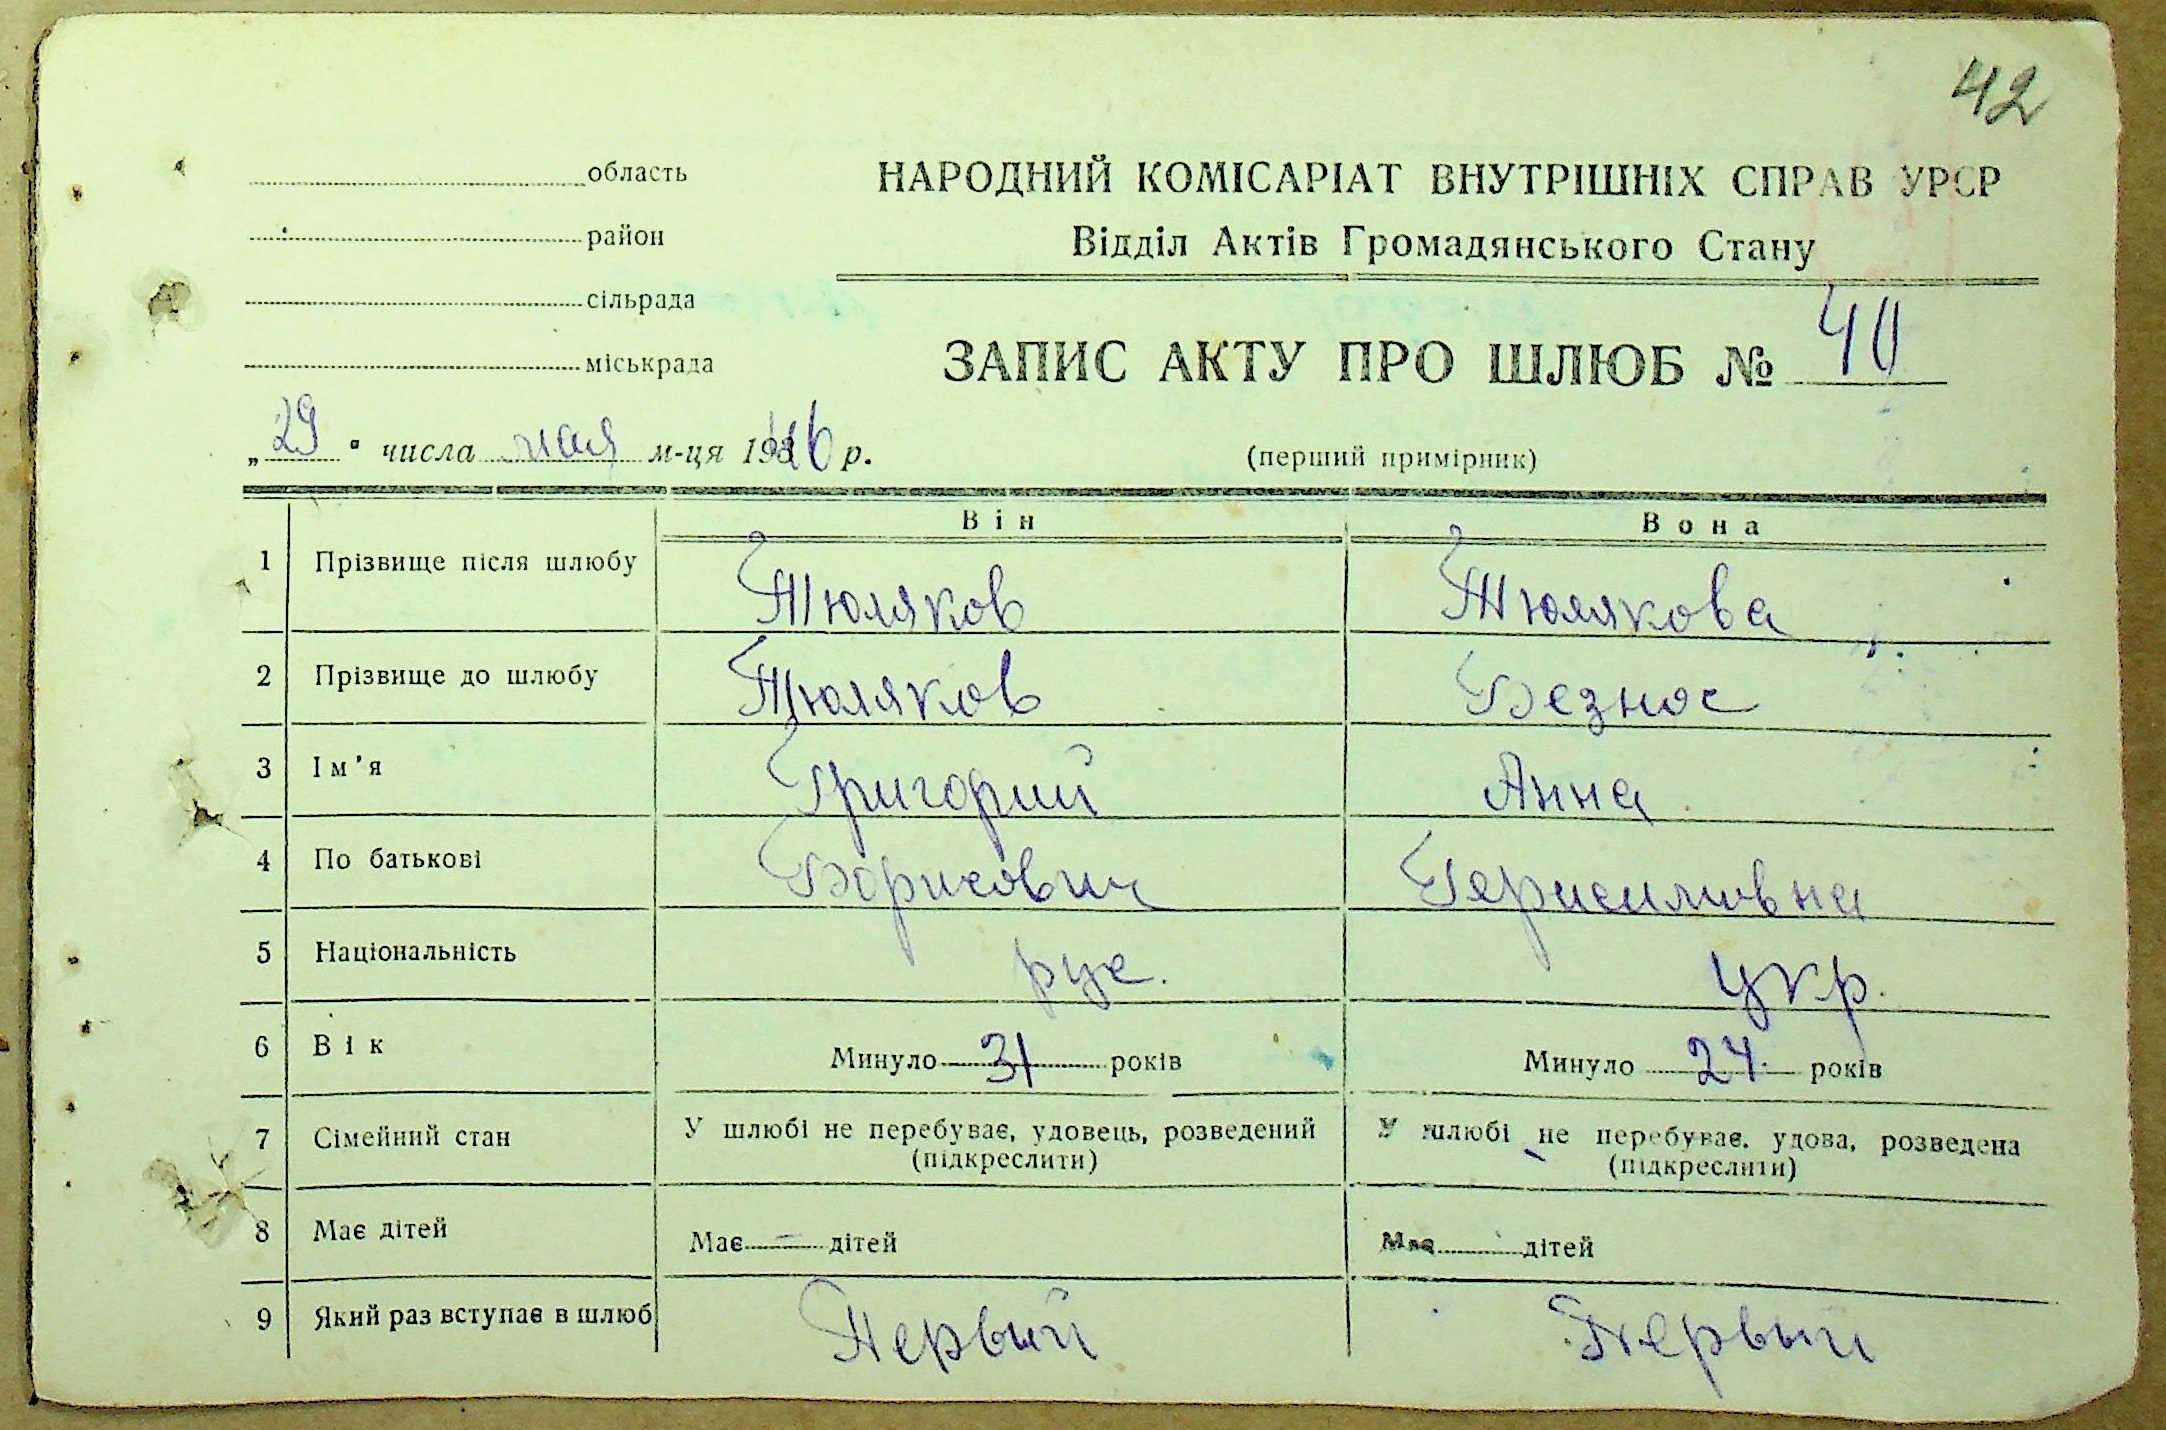 42
область
район
сільрада
міськрада
НАРОДНИЙ КОМІСАРІАТ ВНУТРІШНІХ СПРАВ УРСР
Відділ Актів Громадянського Стану
ЗАПИС АКТУ ПРО ШЛЮБ № 40
„29" числа мая м-ця 1946 р.
(перший примірник)
Він Вона
1 Прізвище після шлюбу Тюляков Тюлякова
2 Прізвище до шлюбу Тюляков Безнос
3 Ім'я Григорий Анна
4 По батькові Борисович Герисимовна
5 Національність рус. укр.
6 Вік Минуло 31 років Минуло 24 років
7 Сімейний стан У шлюбі не перебуває, удовець, розведений У шлюбі не перебуває, удова, розведена
(підкреслити) (підкреслити)
8 Має дітей Має — дітей Має дітей
9 Який раз вступає в шлюб Первый Первый